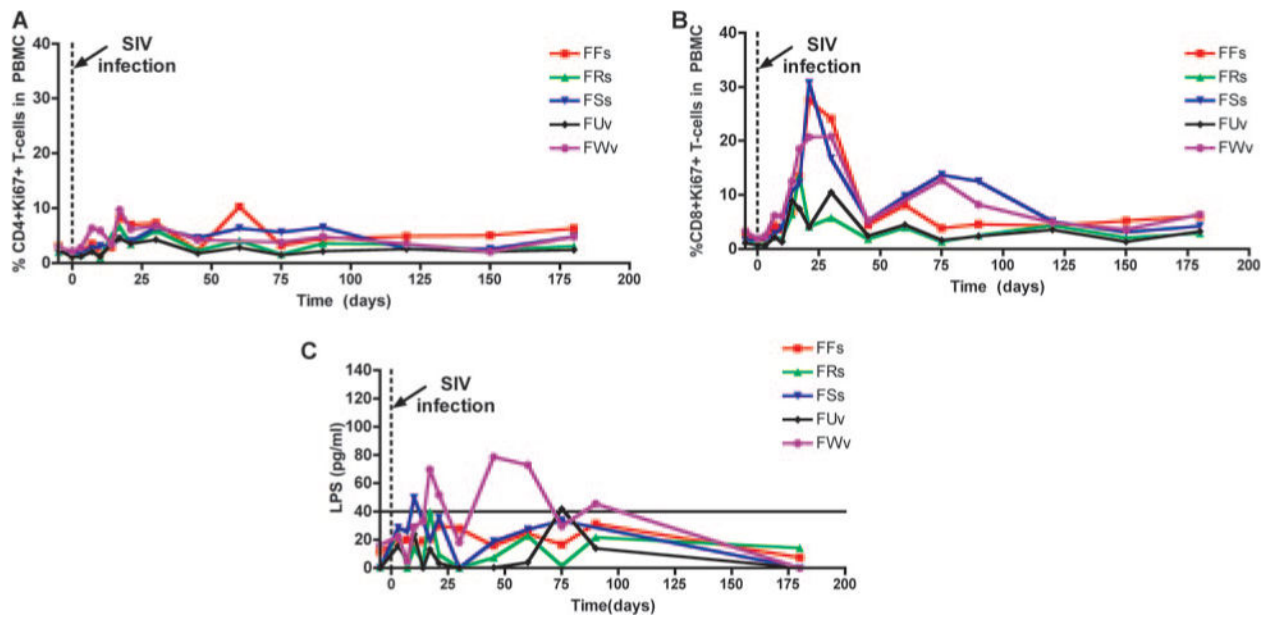 A
% CD4+Ki67+ T-cells in PBMC
40
30
20
10
0
SIV
infection
FFs
FRs
FSs
FUv
FWv
0 25 50 75 100 125 150 175 200
Time (days)
B
%CD8+Ki67+ T-cells in PBMC
40
30
20
10
0
SIV
infection
FFs
FRs
FSs
FUv
FWv
0 25 50 75 100 125 150 175 200
Time (days)
C
LPS (pg/ml)
140
120
100
80
60
40
20
0
SIV
infection
FFs
FRs
FSs
FUv
FWv
0 25 50 75 100 125 150 175 200
Time(days)